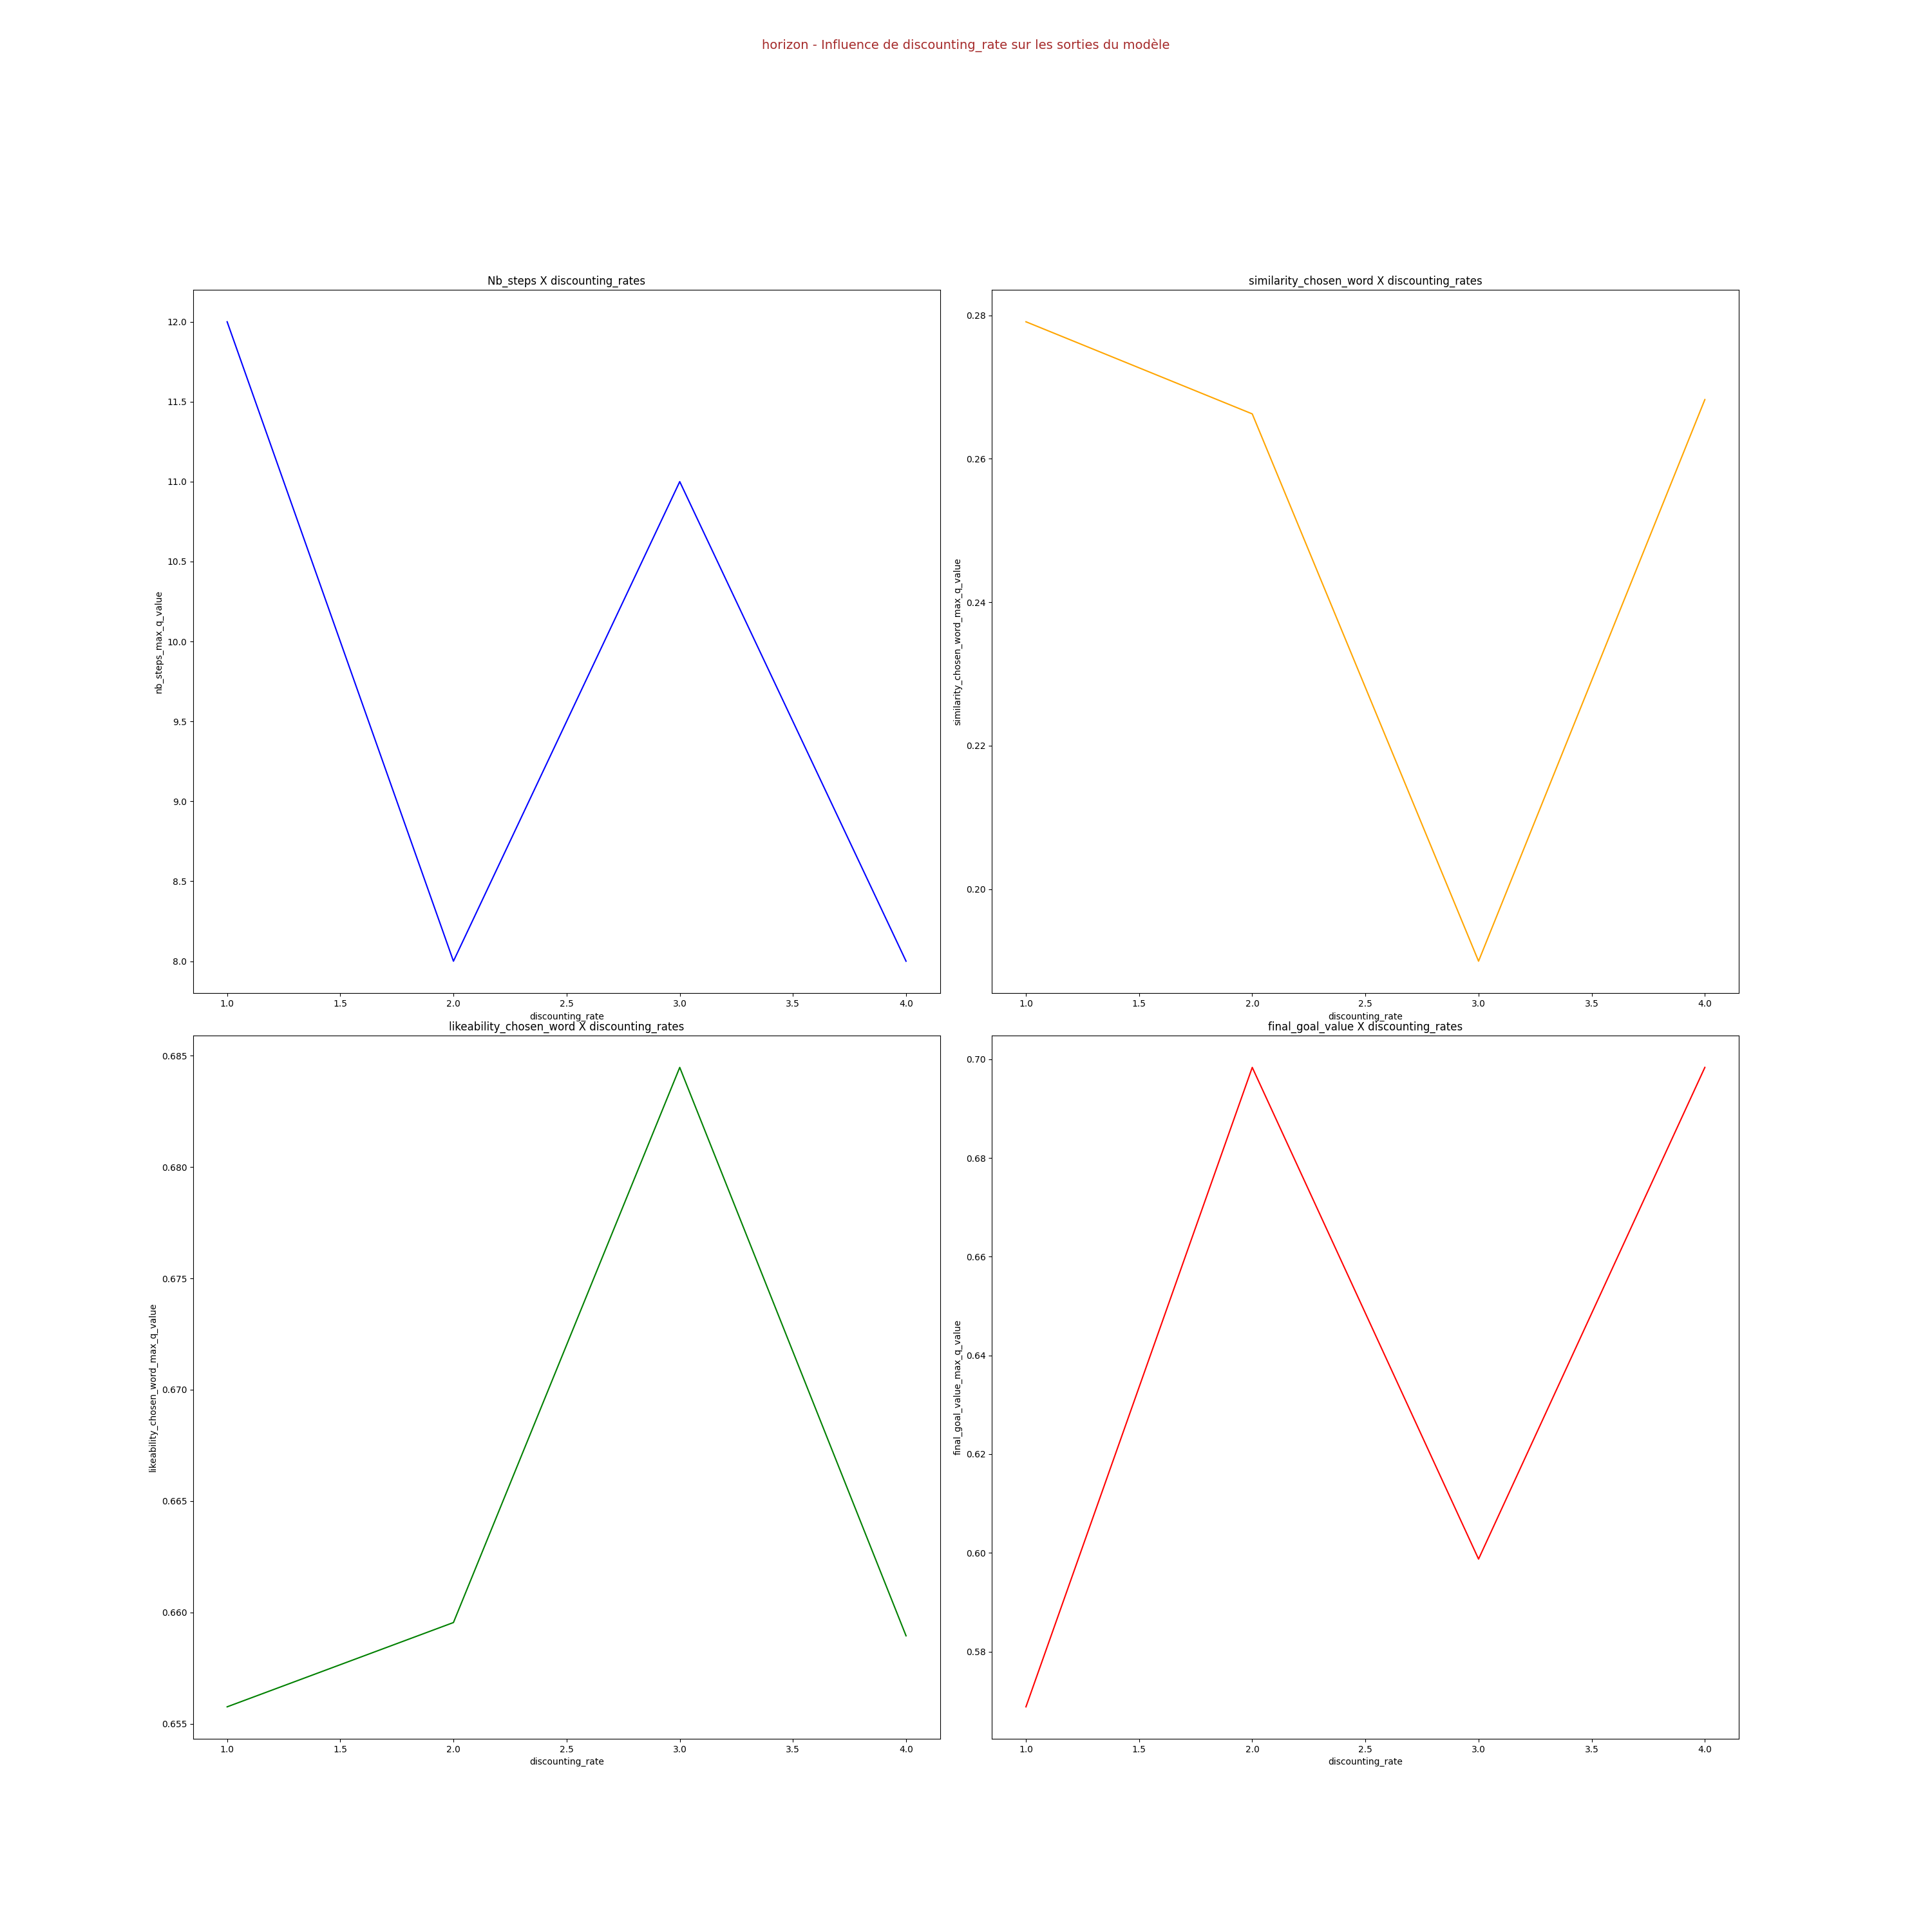 horizon - Influence de discounting_rate sur les sorties du modèle
Nb_steps X discounting_rates
nb_steps_max_q_value
12.0
11.5
11.0
10.5
10.0
9.5
9.0
8.5
8.0
1.0 1.5 2.0 2.5 3.0 3.5 4.0
discounting_rate
similarity_chosen_word X discounting_rates
similarity_chosen_word_max_q_value
0.28
0.26
0.24
0.22
0.20
1.0 1.5 2.0 2.5 3.0 3.5 4.0
discounting_rate
likeability_chosen_word X discounting_rates
likeability_chosen_word_max_q_value
0.685
0.680
0.675
0.670
0.665
0.660
0.655
1.0 1.5 2.0 2.5 3.0 3.5 4.0
discounting_rate
final_goal_value X discounting_rates
final_goal_value_max_q_value
0.70
0.68
0.66
0.64
0.62
0.60
0.58
1.0 1.5 2.0 2.5 3.0 3.5 4.0
discounting_rate